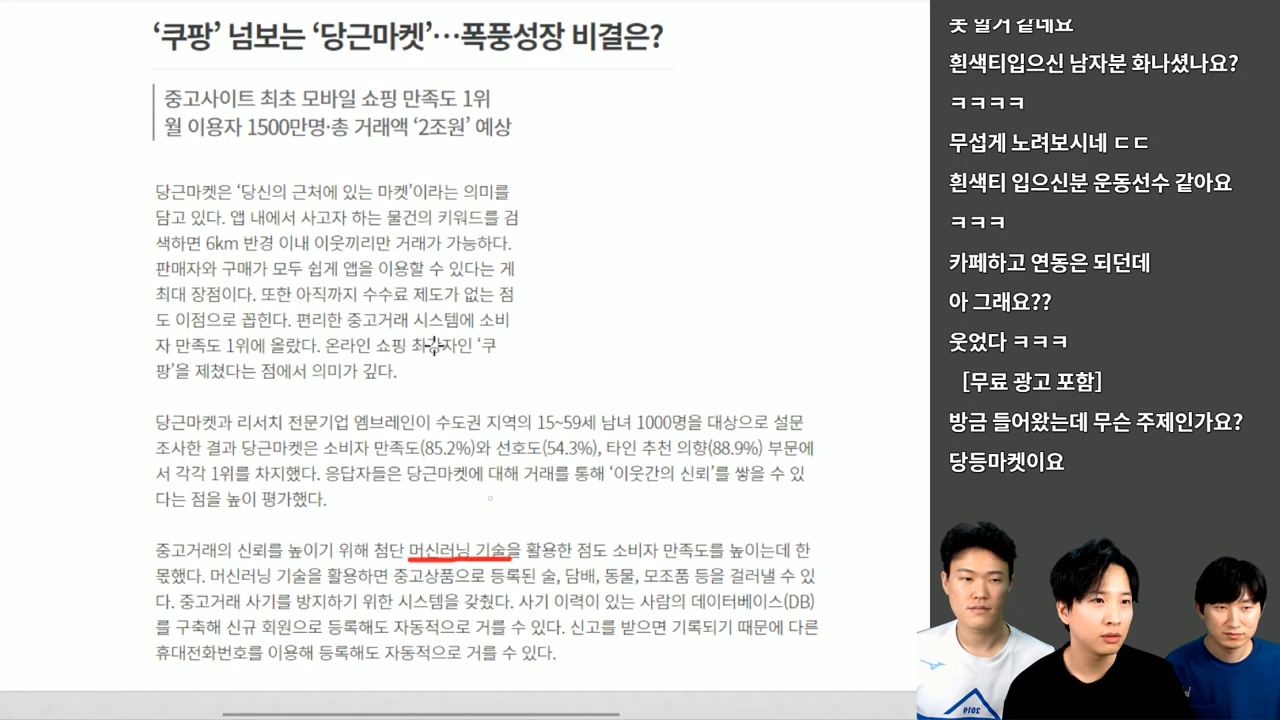 ‘쿠팡’ 넘보는 ‘당근마켓’…폭풍성장 비결은?
중고사이트 최초 모바일 쇼핑 만족도 1위
월 이용자 1500만명·총 거래액 ‘2조원’ 예상
당근마켓은 ‘당신의 근처에 있는 마켓’이라는 의미를
담고 있다. 앱 내에서 사고자 하는 물건의 키워드를 검
색하면 6km 반경 이내 이웃끼리만 거래가 가능하다.
판매자와 구매가 모두 쉽게 앱을 이용할 수 있다는 게
최대 장점이다. 또한 아직까지 수수료 제도가 없는 점
도 이점으로 꼽힌다. 편리한 중고거래 시스템에 소비
자 만족도 1위에 올랐다. 온라인 쇼핑 최강자인 ‘쿠
팡’을 제쳤다는 점에서 의미가 깊다.
당근마켓과 리서치 전문기업 엠브레인이 수도권 지역의 15~59세 남녀 1000명을 대상으로 설문
조사한 결과 당근마켓은 소비자 만족도(85.2%)와 선호도(54.3%), 타인 추천 의향(88.9%) 부문에
서 각각 1위를 차지했다. 응답자들은 당근마켓에 대해 거래를 통해 ‘이웃간의 신뢰’를 쌓을 수 있
다는 점을 높이 평가했다.
중고거래의 신뢰를 높이기 위해 첨단 머신러닝 기술을 활용한 점도 소비자 만족도를 높이는데 한
몫했다. 머신러닝 기술을 활용하면 중고상품으로 등록된 술, 담배, 동물, 모조품 등을 걸러낼 수 있
다. 중고거래 사기를 방지하기 위한 시스템을 갖췄다. 사기 이력이 있는 사람의 데이터베이스(DB)
를 구축해 신규 회원으로 등록해도 자동적으로 거를 수 있다. 신고를 받으면 기록되기 때문에 다른
휴대전화번호를 이용해 등록해도 자동적으로 거를 수 있다.
못 알거 같네요
흰색티입으신 남자분 화나셨나요?
ㅋㅋㅋㅋ
무섭게 노려보시네 ㄷㄷ
흰색티 입으신분 운동선수 같아요
ㅋㅋㅋ
카페하고 연동은 되던데
아 그래요??
웃었다 ㅋㅋㅋ
[무료 광고 포함]
방금 들어왔는데 무슨 주제인가요?
당등마켓이요
2019